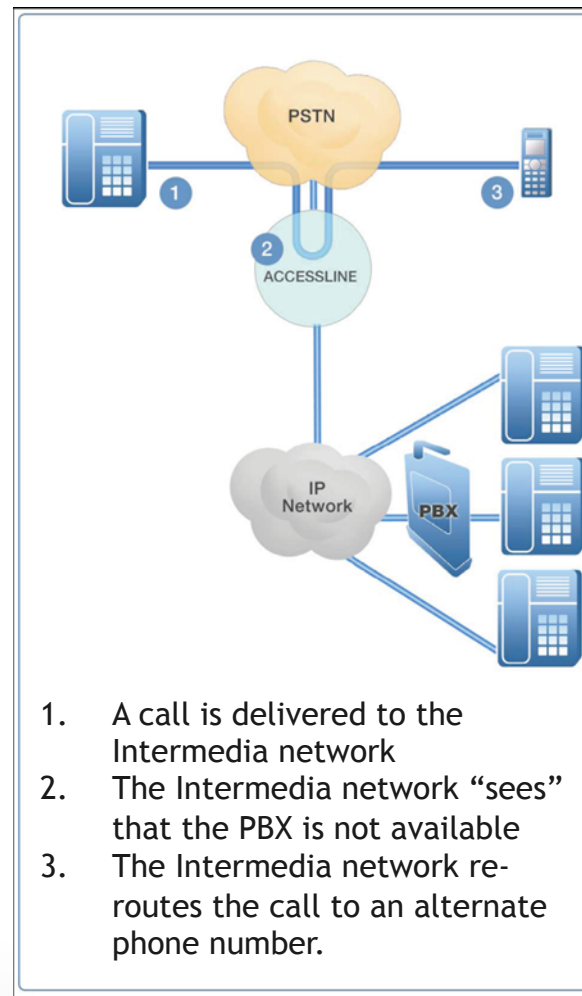 PSTN
1
3
2
ACCESSLINE
IP
Network
PBX
1. A call is delivered to the
Intermedia network
2. The Intermedia network “sees”
that the PBX is not available
3. The Intermedia network re-
routes the call to an alternate
phone number.